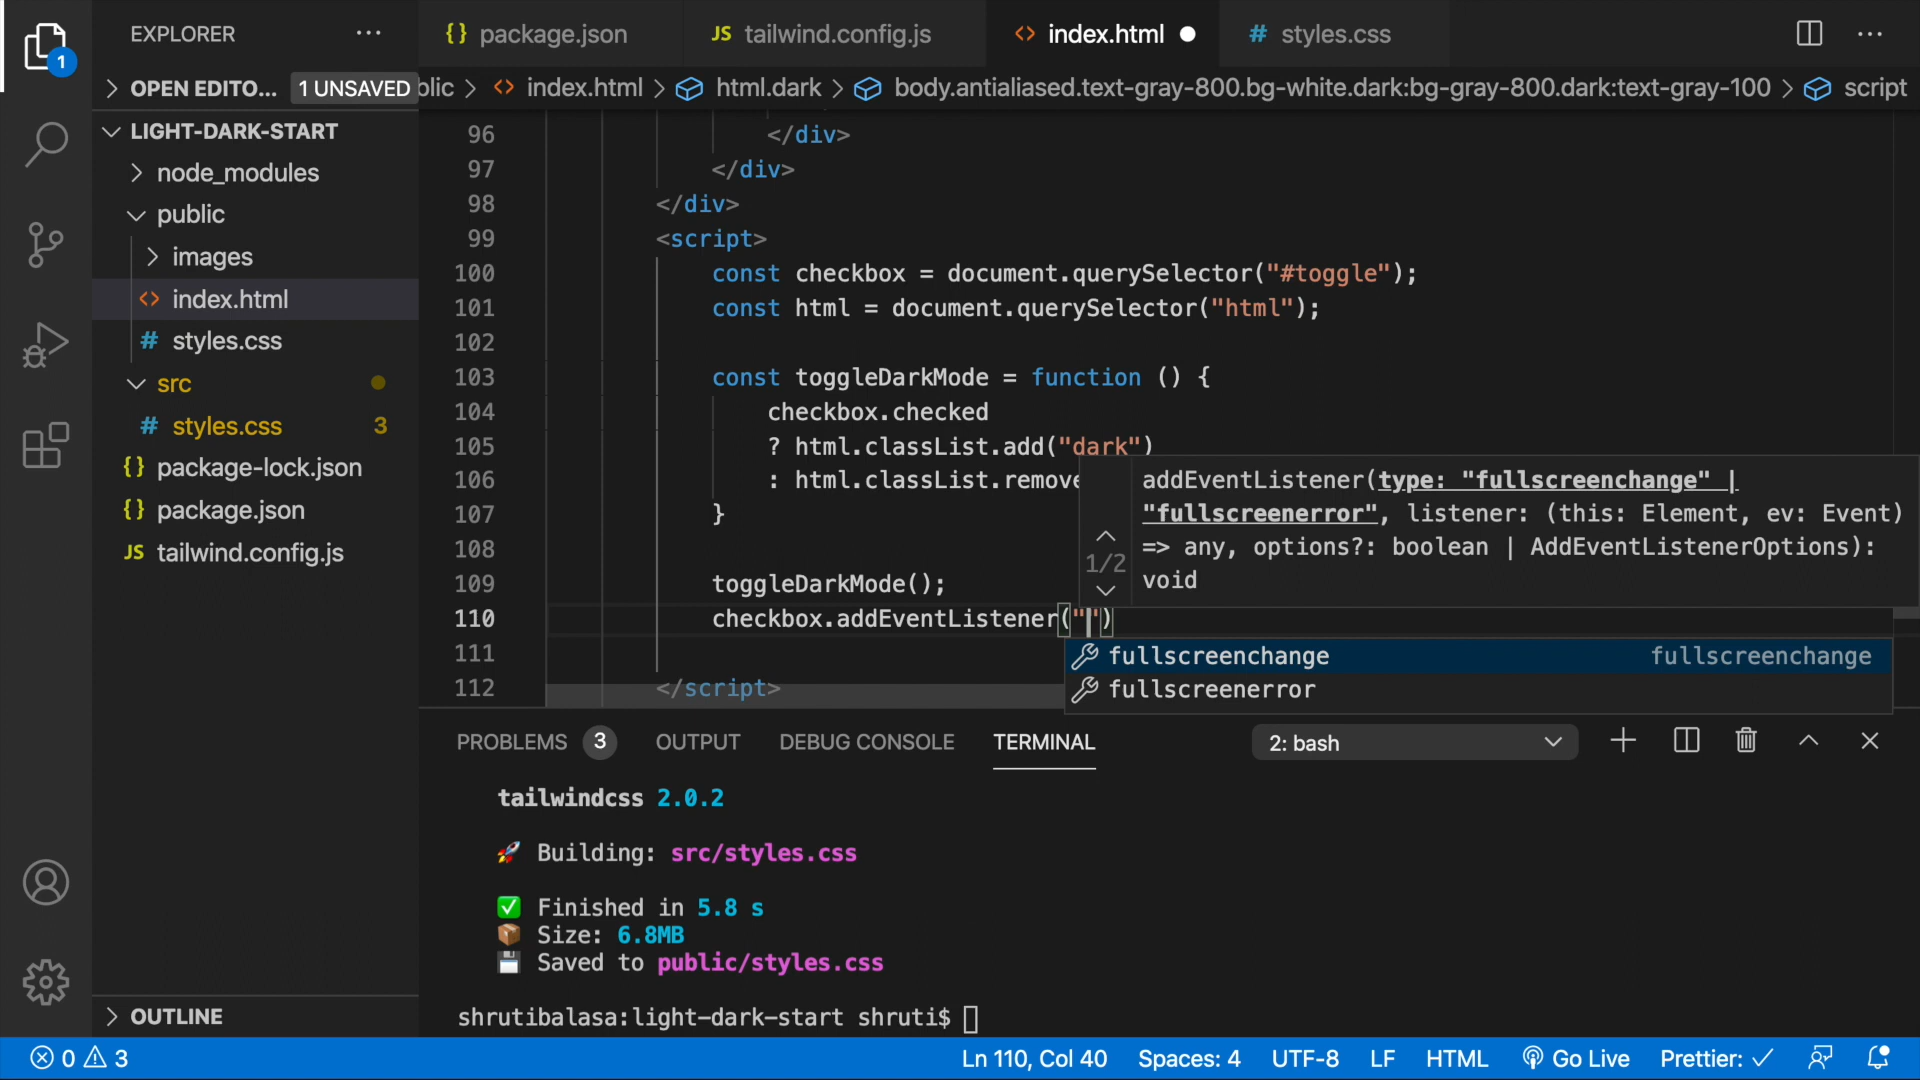 EXPLORER
1
OPEN EDITO... 1 UNSAVED
LIGHT-DARK-START
node_modules
public
images
<> index.html
# styles.css
src
# styles.css 3
{} package-lock.json
{} package.json
JS tailwind.config.js
OUTLINE
{} package.json
JS tailwind.config.js
<> index.html
# styles.css
blic > <> index.html > html.dark > body.antialiased.text-gray-800.bg-white.dark:bg-gray-800.dark:text-gray-100 > script
96 </div>
97 </div>
98 </div>
99 <script>
100 const checkbox = document.querySelector("#toggle");
101 const html = document.querySelector("html");
102
103 const toggleDarkMode = function () {
104 checkbox.checked
105 ? html.classList.add("dark")
106 : html.classList.remove
107 }
108
109 toggleDarkMode();
110 checkbox.addEventListener("")
111
112 </script>
addEventListener(type: "fullscreenchange" |
"fullscreenerror", listener: (this: Element, ev: Event)
=> any, options?: boolean | AddEventListenerOptions):
void
1/2
fullscreenchange fullscreenchange
fullscreenerror
PROBLEMS 3 OUTPUT DEBUG CONSOLE TERMINAL 2: bash
tailwindcss 2.0.2
🚀 Building: src/styles.css
✅ Finished in 5.8 s
📦 Size: 6.8MB
💾 Saved to public/styles.css
shrutibalasa:light-dark-start shruti$
0 3 Ln 110, Col 40 Spaces: 4 UTF-8 LF HTML Go Live Prettier: ✓